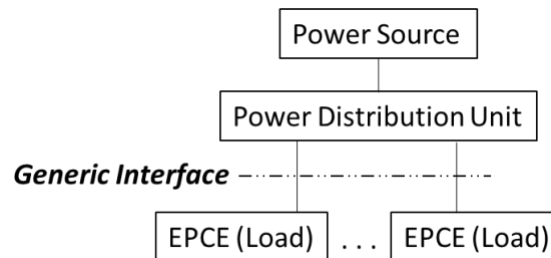 Power Source
Power Distribution Unit
Generic Interface
EPCE (Load) . . . EPCE (Load)